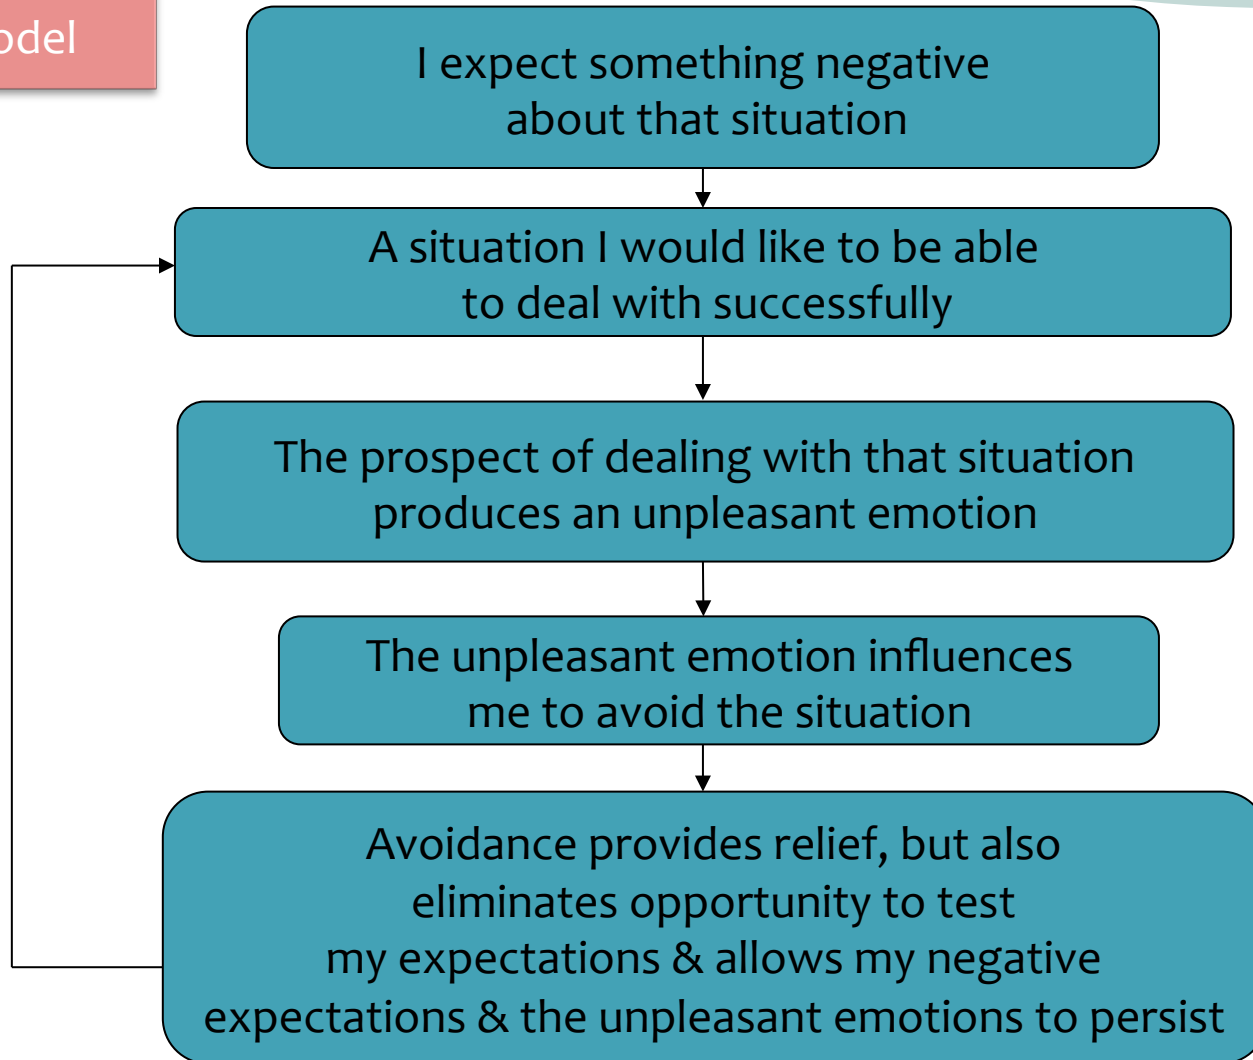 odel
I expect something negative
about that situation
A situation I would like to be able
to deal with successfully
The prospect of dealing with that situation
produces an unpleasant emotion
The unpleasant emotion influences
me to avoid the situation
Avoidance provides relief, but also
eliminates opportunity to test
my expectations & allows my negative
expectations & the unpleasant emotions to persist